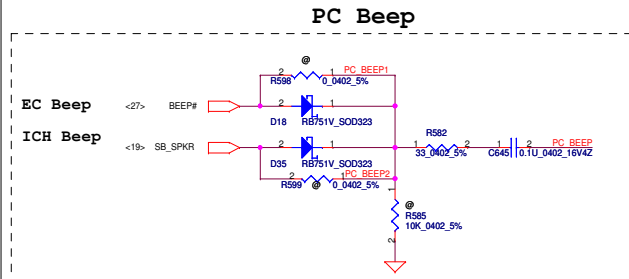 PC Beep
@
2 1 PC_BEEP1
R598 0_0402_5%
EC Beep <27> BEEP# 2 1
D18 RB751V_SOD323
ICH Beep
R582
<19> SB_SPKR 2 1 1 2 1 2 PC_BEEP
33_0402_5% C645 0.1U_0402_16V4Z
D35 RB751V_SOD323
2 1 PC_BEEP2
R599 @ 0_0402_5%
1
@
R585
10K_0402_5%
2